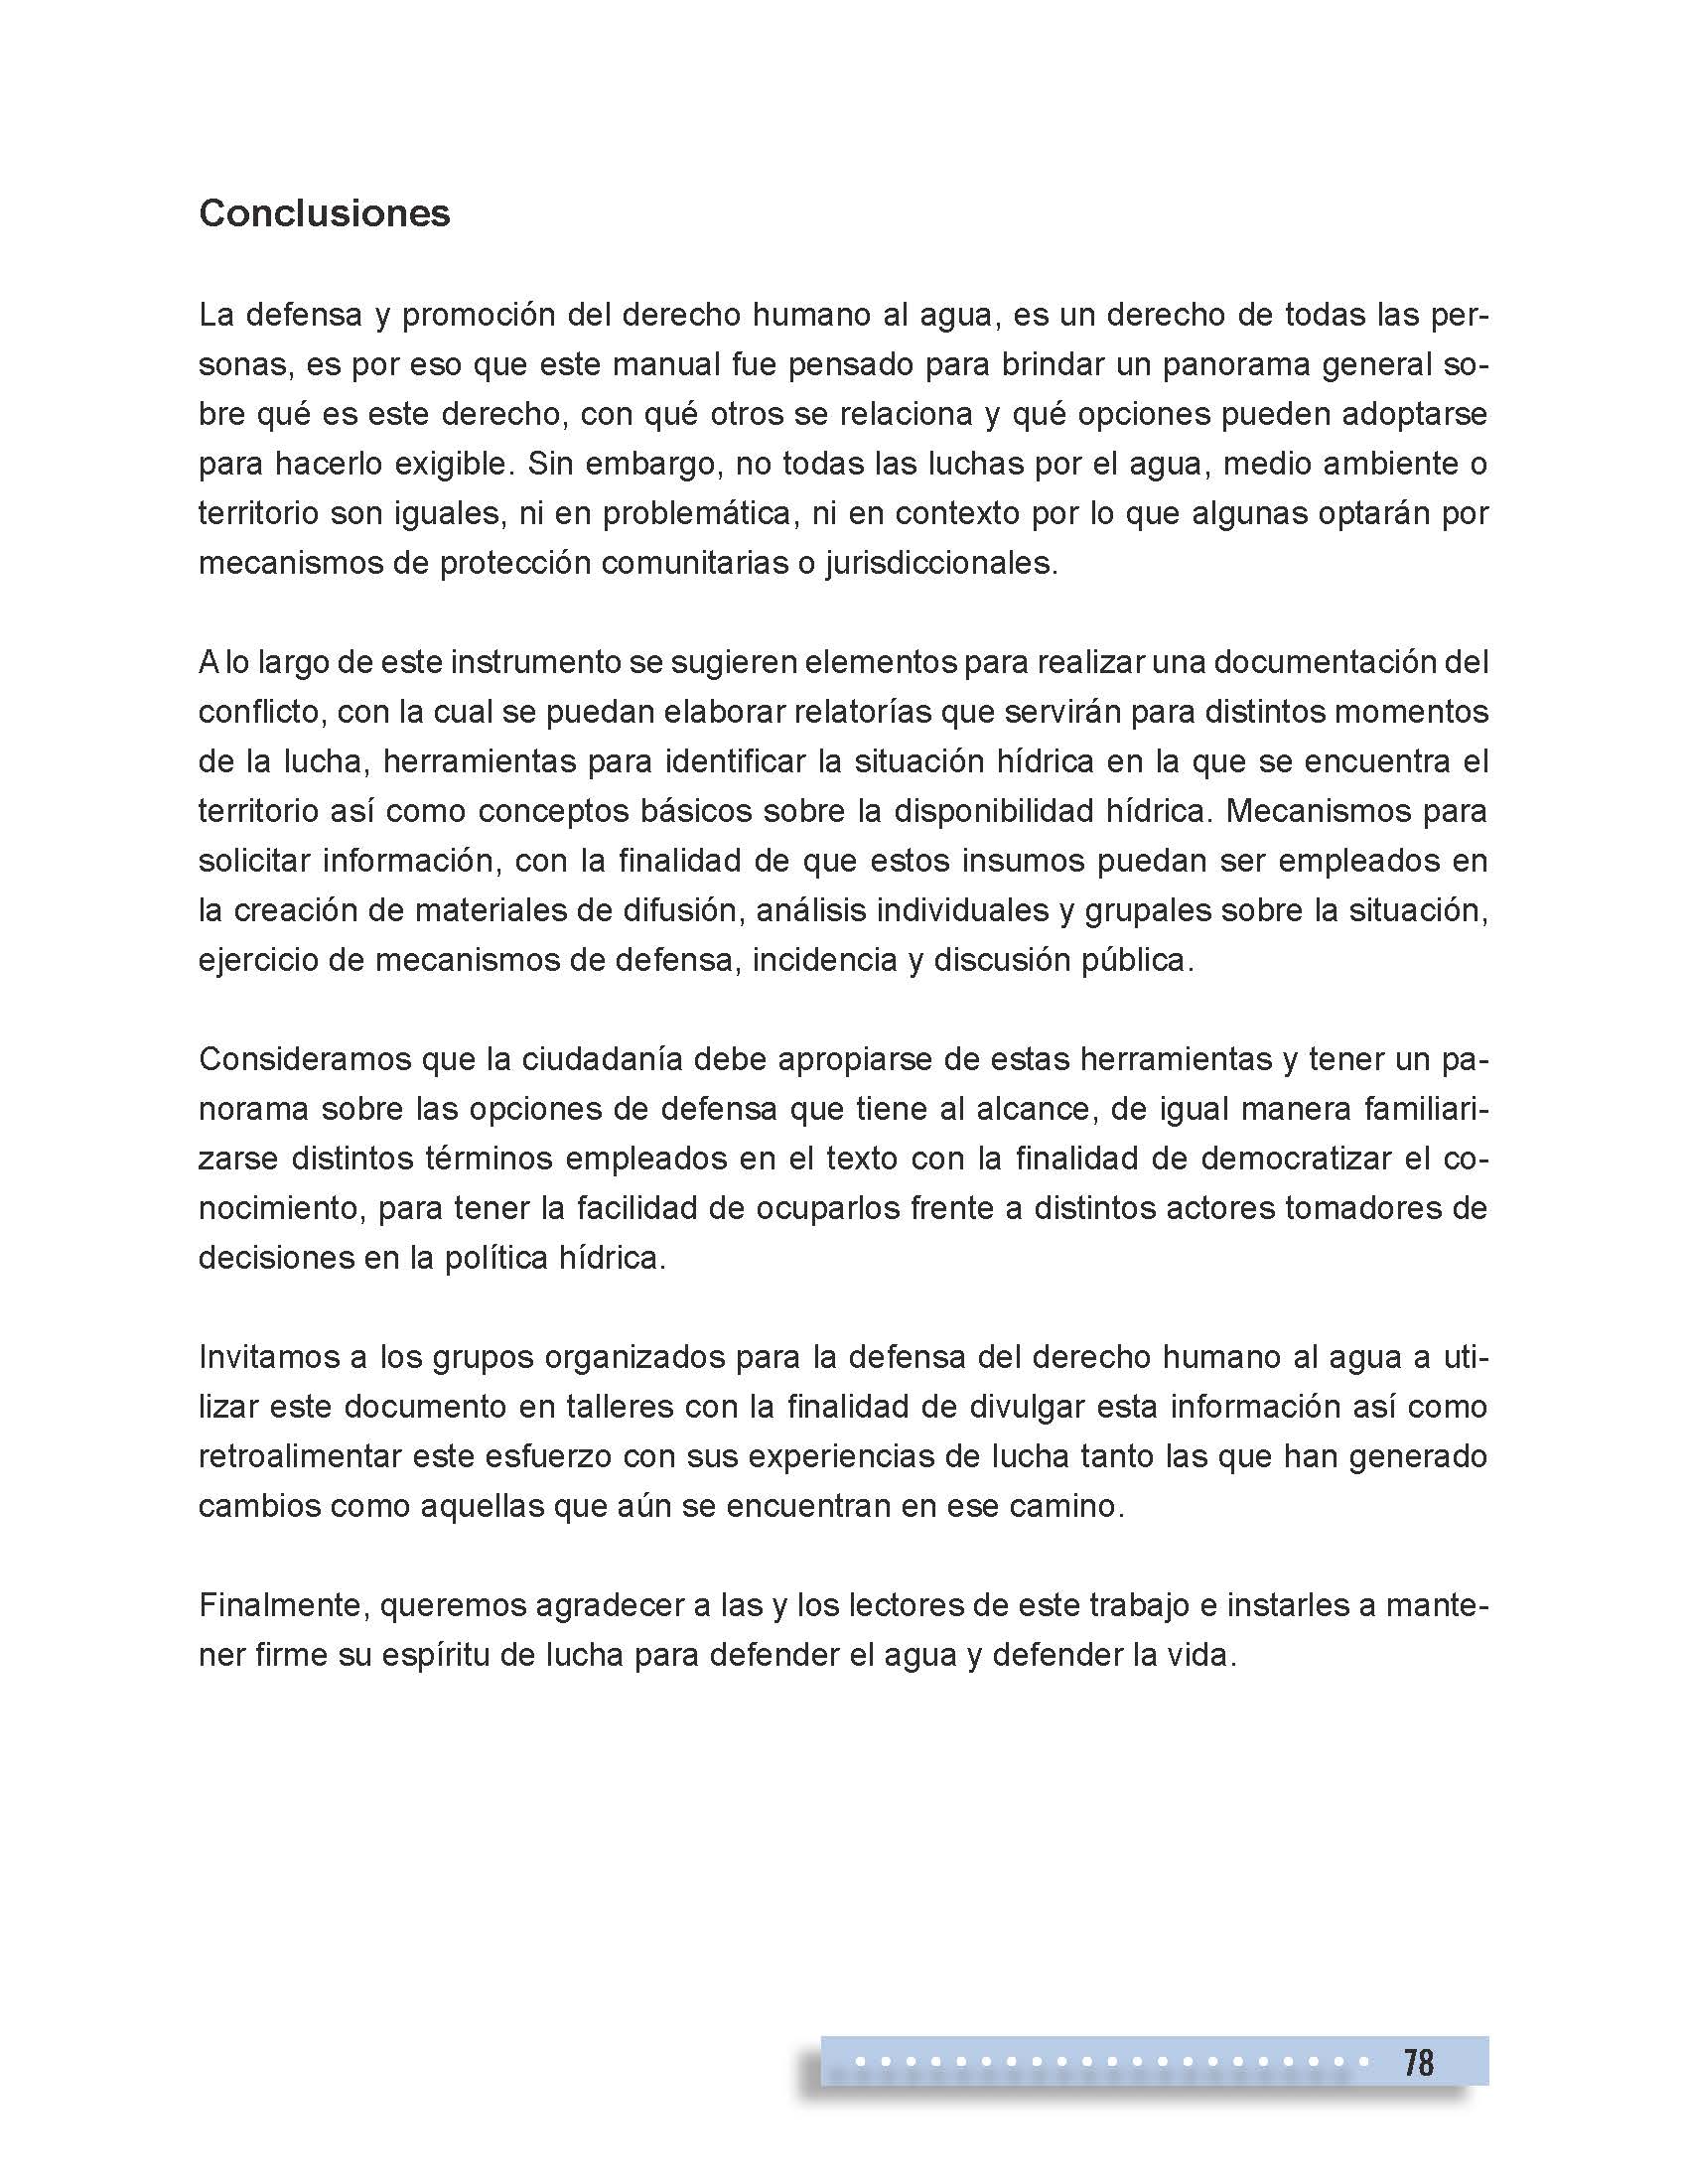 Conclusiones
La defensa y promoción del derecho humano al agua, es un derecho de todas las per-
sonas, es por eso que este manual fue pensado para brindar un panorama general so-
bre qué es este derecho, con qué otros se relaciona y qué opciones pueden adoptarse
para hacerlo exigible. Sin embargo, no todas las luchas por el agua, medio ambiente o
territorio son iguales, ni en problemática, ni en contexto por lo que algunas optarán por
mecanismos de protección comunitarias o jurisdiccionales.
A lo largo de este instrumento se sugieren elementos para realizar una documentación del
conflicto, con la cual se puedan elaborar relatorías que servirán para distintos momentos
de la lucha, herramientas para identificar la situación hídrica en la que se encuentra el
territorio así como conceptos básicos sobre la disponibilidad hídrica. Mecanismos para
solicitar información, con la finalidad de que estos insumos puedan ser empleados en
la creación de materiales de difusión, análisis individuales y grupales sobre la situación,
ejercicio de mecanismos de defensa, incidencia y discusión pública.
Consideramos que la ciudadanía debe apropiarse de estas herramientas y tener un pa-
norama sobre las opciones de defensa que tiene al alcance, de igual manera familiari-
zarse distintos términos empleados en el texto con la finalidad de democratizar el co-
nocimiento, para tener la facilidad de ocuparlos frente a distintos actores tomadores de
decisiones en la política hídrica.
Invitamos a los grupos organizados para la defensa del derecho humano al agua a uti-
lizar este documento en talleres con la finalidad de divulgar esta información así como
retroalimentar este esfuerzo con sus experiencias de lucha tanto las que han generado
cambios como aquellas que aún se encuentran en ese camino.
Finalmente, queremos agradecer a las y los lectores de este trabajo e instarles a mante-
ner firme su espíritu de lucha para defender el agua y defender la vida.
78